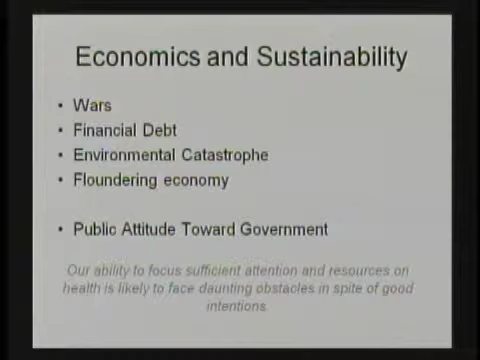 Economics and Sustainability
• Wars
• Financial Debt
• Environmental Catastrophe
• Floundering economy
• Public Attitude Toward Government
Our ability to focus sufficient attention and resources on
health is likely to face daunting obstacles in spite of good
intentions.